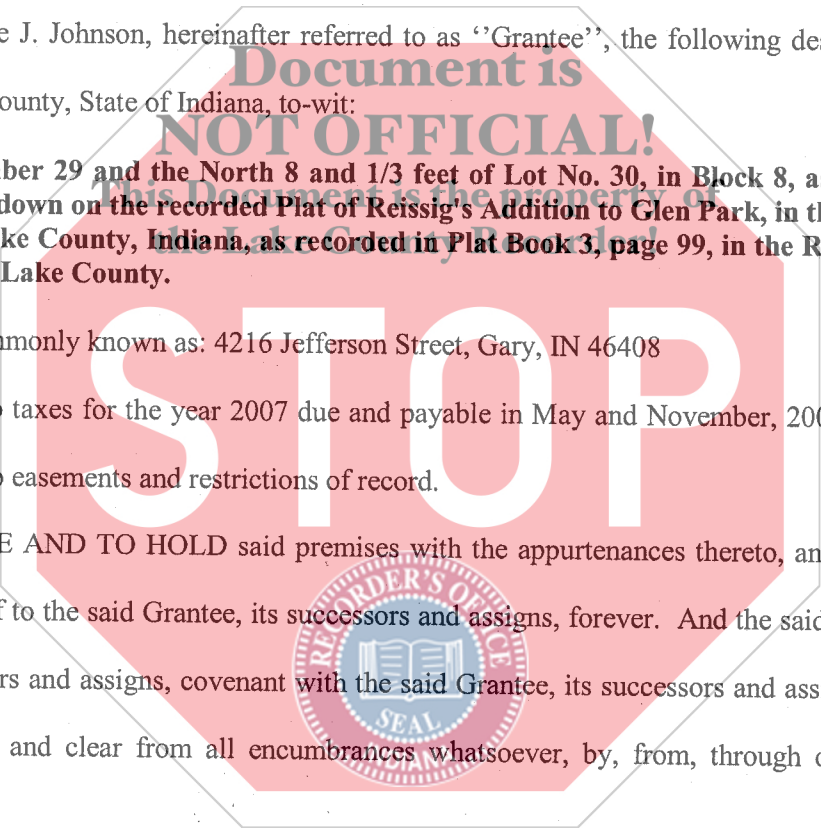 e J. Johnson, hereinafter referred to as ‘’Grantee’’, the following de
Document is
ounty, State of Indiana, to-wit:
NOT OFFICIAL!
ber 29 and the North 8 and 1/3 feet of Lot No. 30, in Block 8, a
This Document is the property of
down on the recorded Plat of Reissig's Addition to Glen Park, in th
the Lake County Recorder!
ke County, Indiana, as recorded in Plat Book 3, page 99, in the R
Lake County.
STOP
mmonly known as: 4216 Jefferson Street, Gary, IN 46408
o taxes for the year 2007 due and payable in May and November, 200
o easements and restrictions of record.
E AND TO HOLD said premises with the appurtenances thereto, an
f to the said Grantee, its successors and assigns, forever. And the said
rs and assigns, covenant with the said Grantee, its successors and ass
and clear from all encumbrances whatsoever, by, from, through o
RECORDER'S OFFICE
SEAL
INDIANA